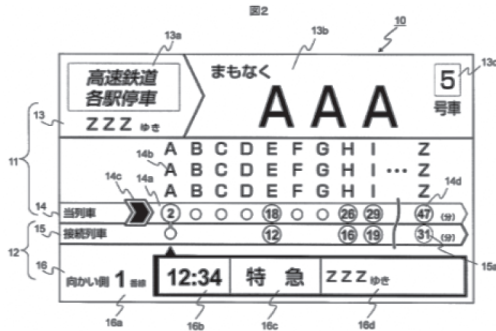 図2
13a 13b 10 13c
高速鉄道
各駅停車
まもなく
AAA
5
号車
13
ZZZ ゆき
11
14b
14c
14a
14d
A B C D E F G H I Z
A B C D E F G H I … Z
A B C D E F G H I Z
14 当列車 2 ○ ○ ○ 18 ○ ○ 26 29 47 (分)
15 接続列車 ○ 12 16 19 31 (分)
12
15a
16 向かい側 1 番線 12:34 特急 ZZZ ゆき
16a 16b 16c 16d